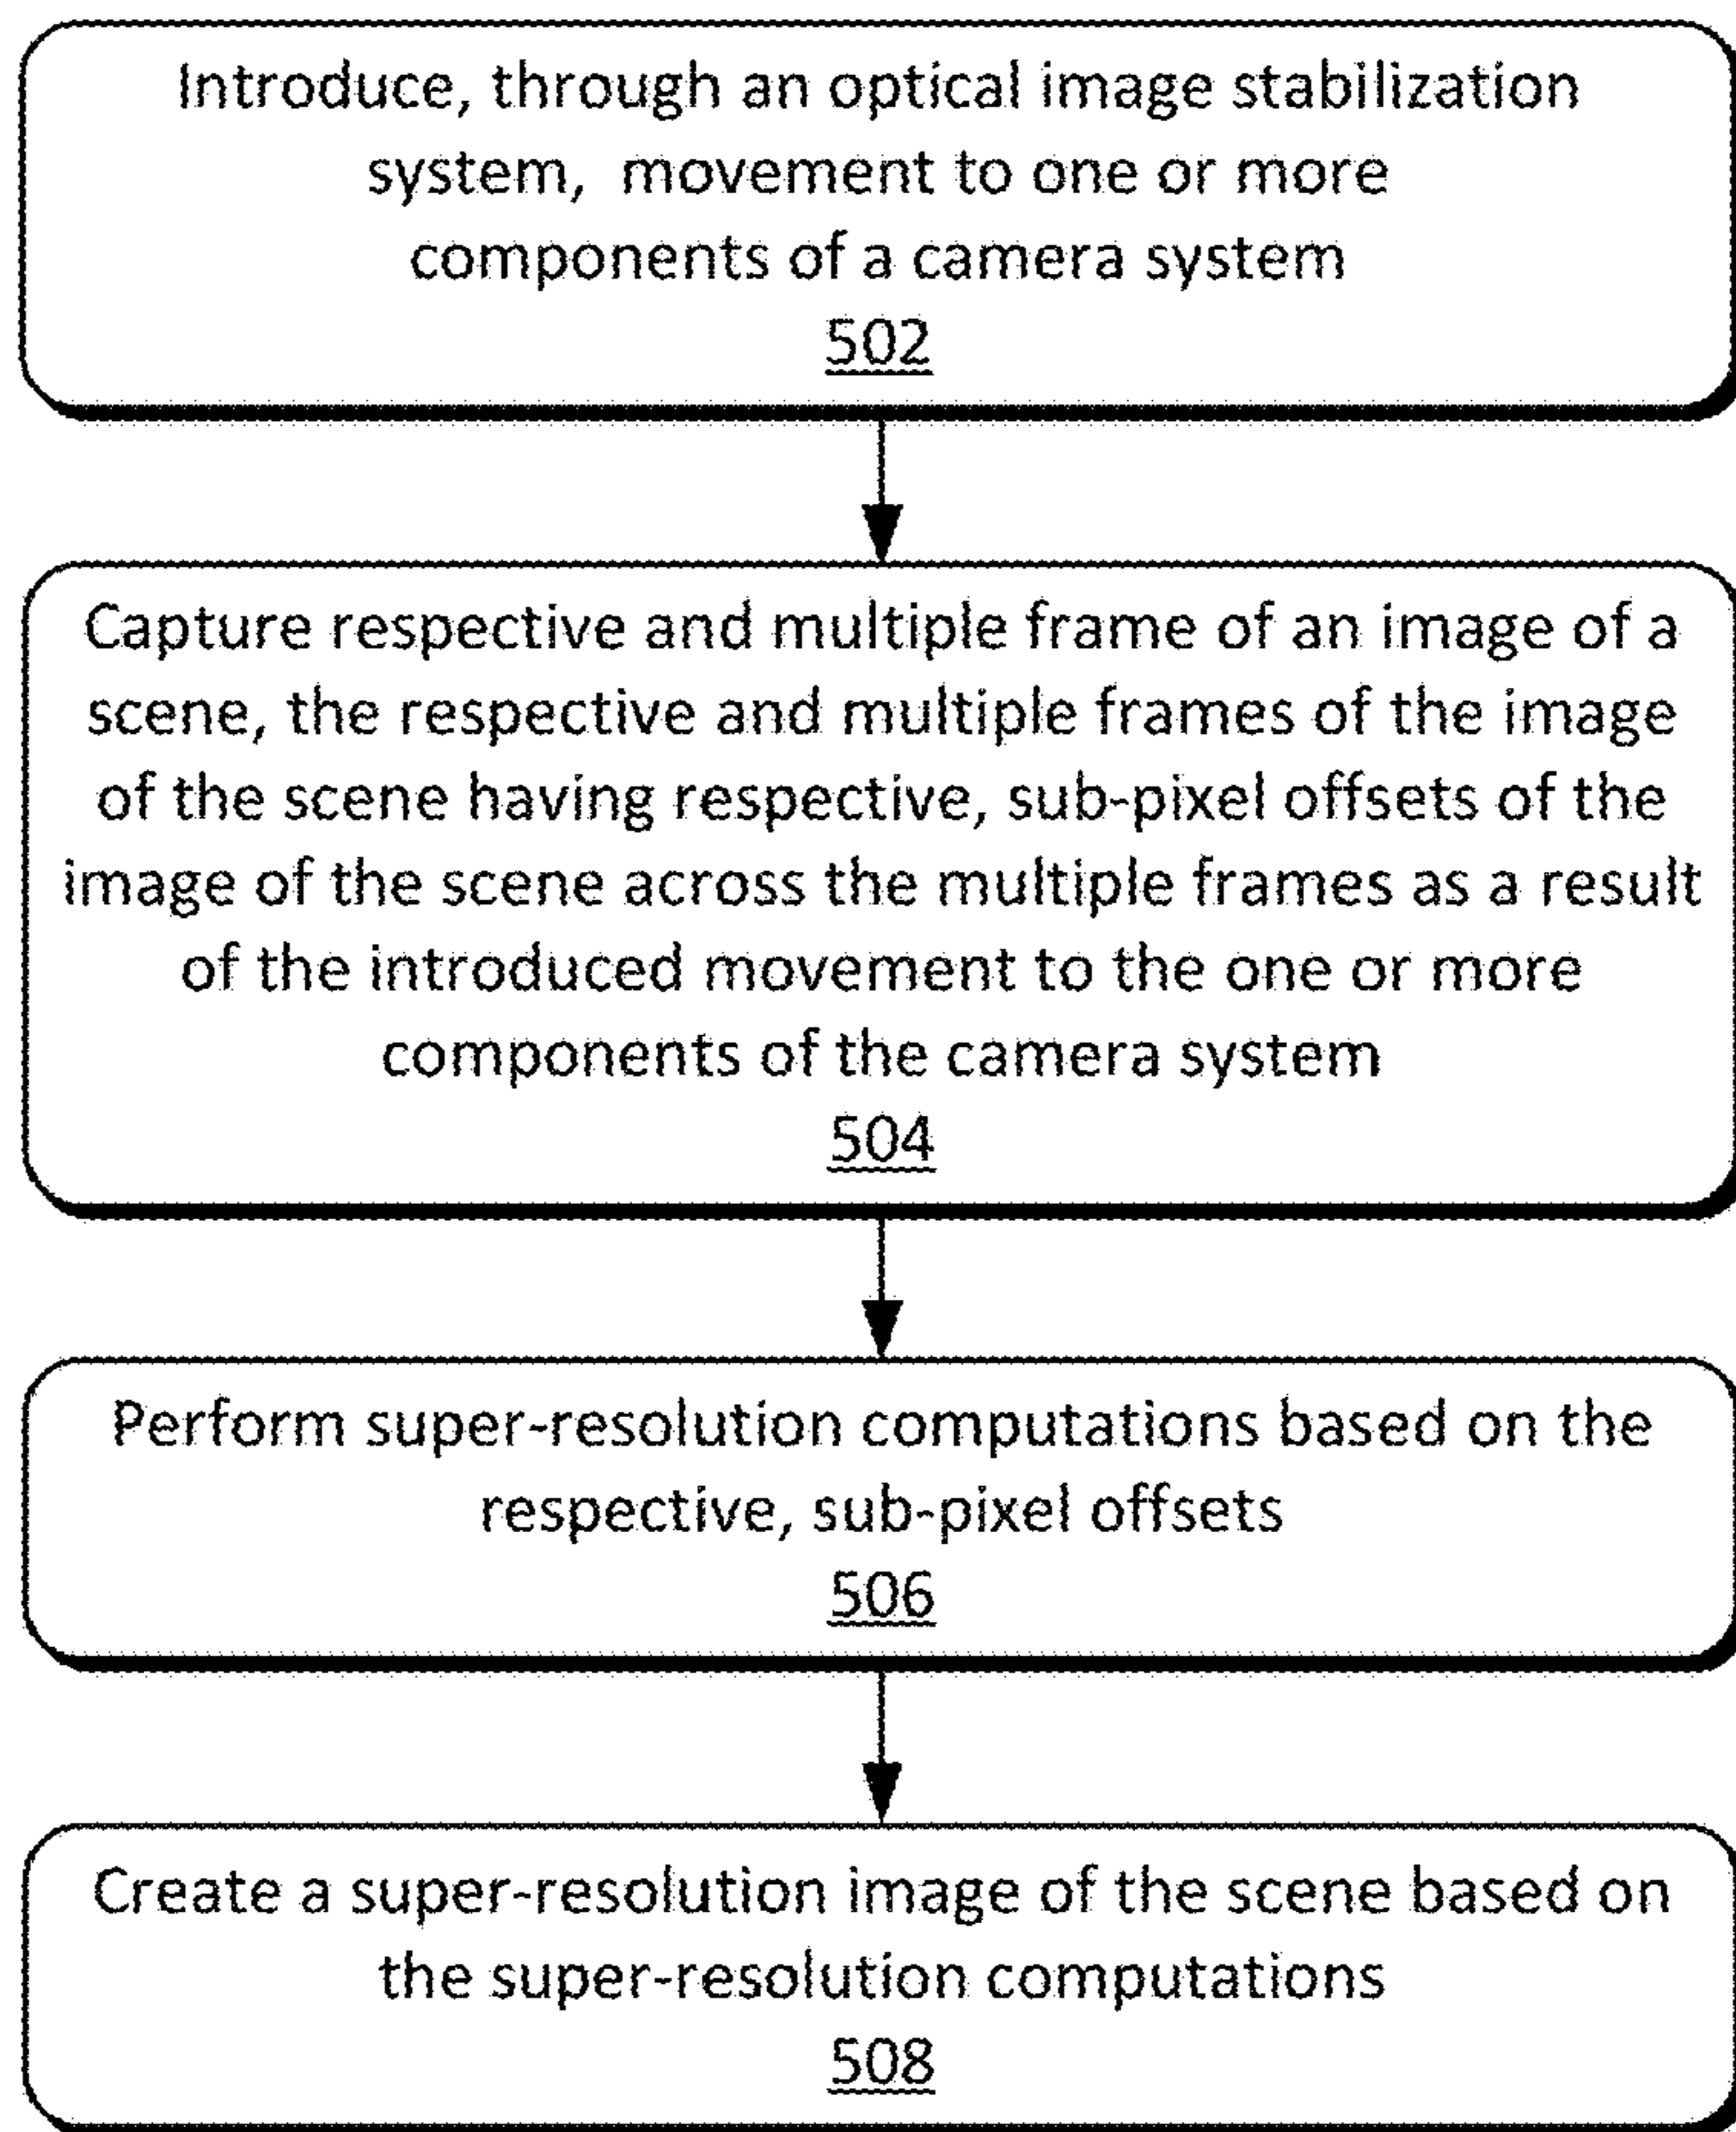 Introduce, through an optical image stabilization
system, movement to one or more
components of a camera system
502
Capture respective and multiple frame of an image of a
scene, the respective and multiple frames of the image
of the scene having respective, sub-pixel offsets of the
image of the scene across the multiple frames as a result
of the introduced movement to the one or more
components of the camera system
504
Perform super-resolution computations based on the
respective, sub-pixel offsets
506
Create a super-resolution image of the scene based on
the super-resolution computations
508